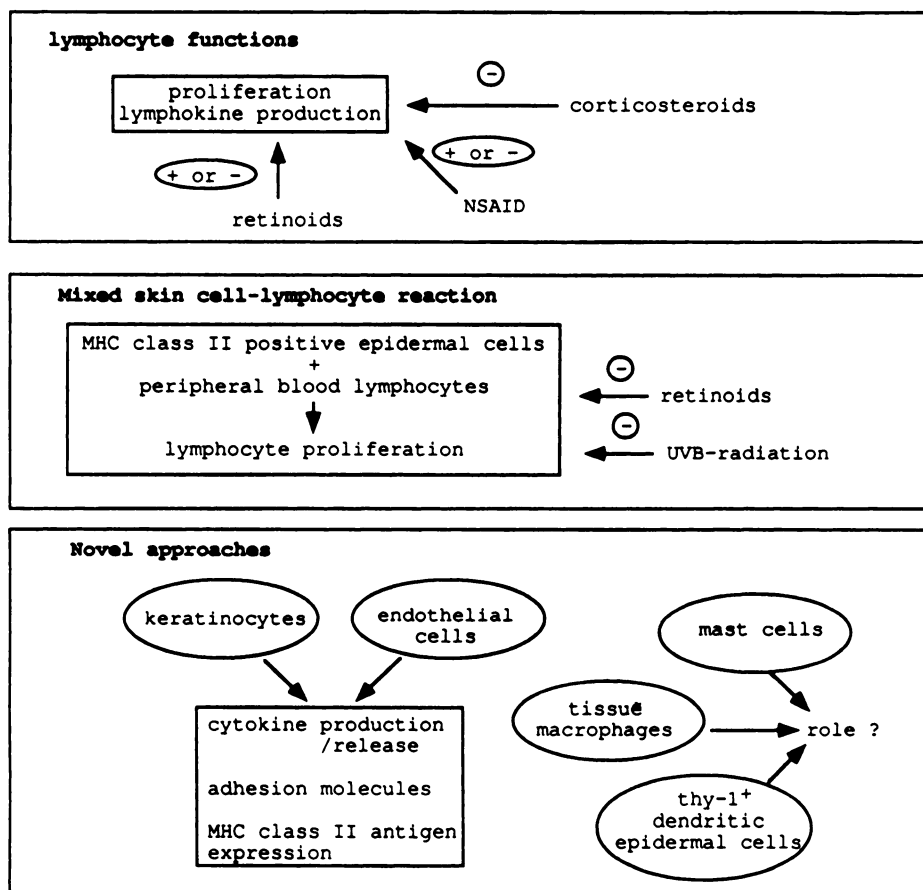 lymphocyte functions
proliferation
lymphokine production
-
corticosteroids
+ or -
+ or -
NSAID
retinoids
Mixed skin cell-lymphocyte reaction
MHC class II positive epidermal cells
+
peripheral blood lymphocytes
lymphocyte proliferation
-
retinoids
-
UVB-radiation
Novel approaches
keratinocytes
endothelial
cells
mast cells
cytokine production
/release
adhesion molecules
MHC class II antigen
expression
tissue
macrophages
role ?
thy-1+
dendritic
epidermal cells